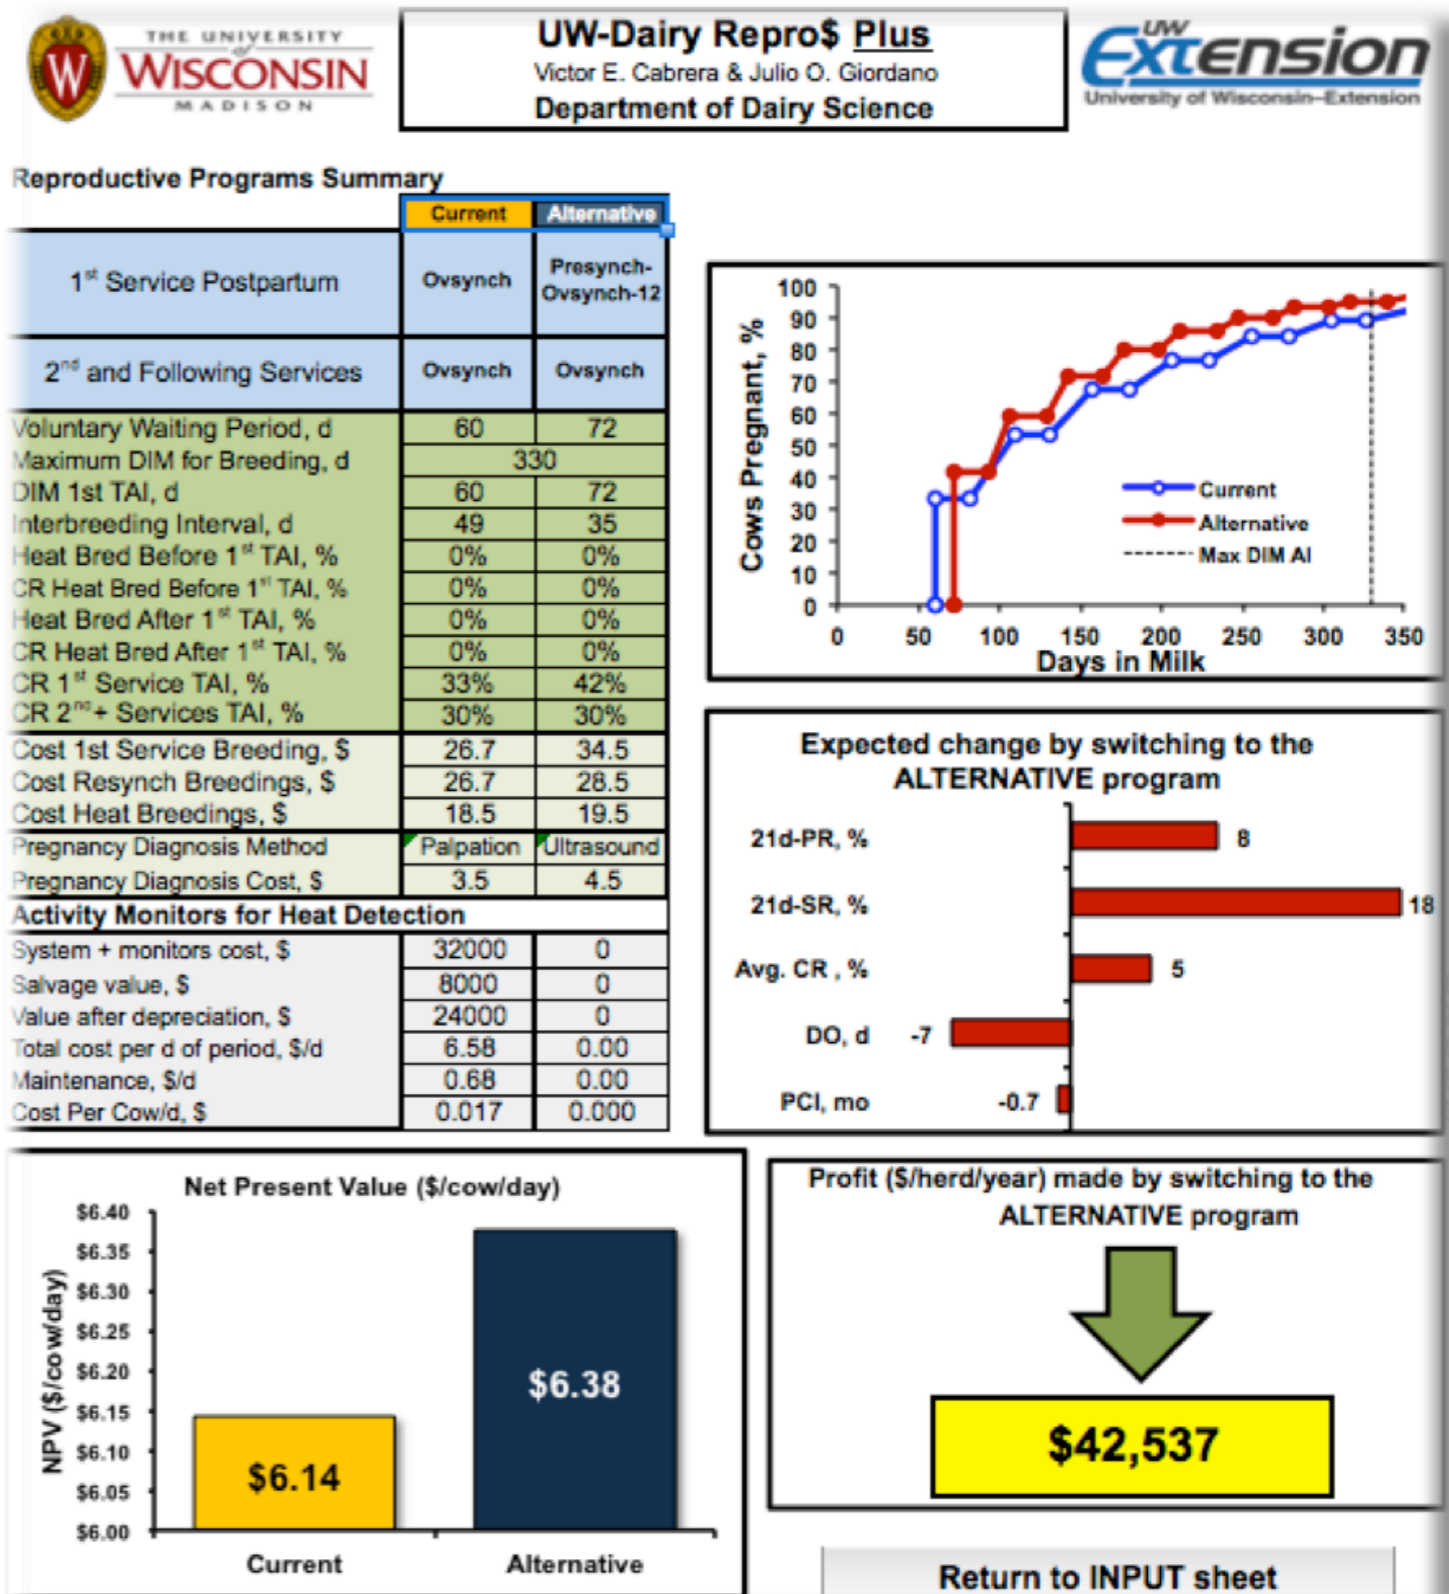 THE UNIVERSITY
of
WISCONSIN
MADISON
W
UW-Dairy Repro$ Plus
Victor E. Cabrera & Julio O. Giordano
Department of Dairy Science
UW
Extension
University of Wisconsin–Extension
Reproductive Programs Summary
Current Alternative
1st Service Postpartum Ovsynch Presynch-
Ovsynch-12
2nd and Following Services Ovsynch Ovsynch
Voluntary Waiting Period, d 60 72
Maximum DIM for Breeding, d 330
DIM 1st TAI, d 60 72
Interbreeding Interval, d 49 35
Heat Bred Before 1st TAI, % 0% 0%
CR Heat Bred Before 1st TAI, % 0% 0%
Heat Bred After 1st TAI, % 0% 0%
CR Heat Bred After 1st TAI, % 0% 0%
CR 1st Service TAI, % 33% 42%
CR 2nd+ Services TAI, % 30% 30%
Cost 1st Service Breeding, $ 26.7 34.5
Cost Resynch Breedings, $ 26.7 28.5
Cost Heat Breedings, $ 18.5 19.5
Pregnancy Diagnosis Method Palpation Ultrasound
Pregnancy Diagnosis Cost, $ 3.5 4.5
Activity Monitors for Heat Detection
System + monitors cost, $ 32000 0
Salvage value, $ 8000 0
Value after depreciation, $ 24000 0
Total cost per d of period, $/d 6.58 0.00
Maintenance, $/d 0.68 0.00
Cost Per Cow/d, $ 0.017 0.000
Cows Pregnant, %
100
90
80
70
60
50
40
30
20
10
0
Current
Alternative
Max DIM AI
0 50 100 150 200 250 300 350
Days in Milk
Expected change by switching to the
ALTERNATIVE program
21d-PR, % 8
21d-SR, % 18
Avg. CR , % 5
DO, d -7
PCI, mo -0.7
Net Present Value ($/cow/day)
NPV ($/cow/day)
$6.40
$6.35
$6.30
$6.25
$6.20
$6.15
$6.10
$6.05
$6.00
$6.14
$6.38
Current Alternative
Profit ($/herd/year) made by switching to the
ALTERNATIVE program
$42,537
Return to INPUT sheet